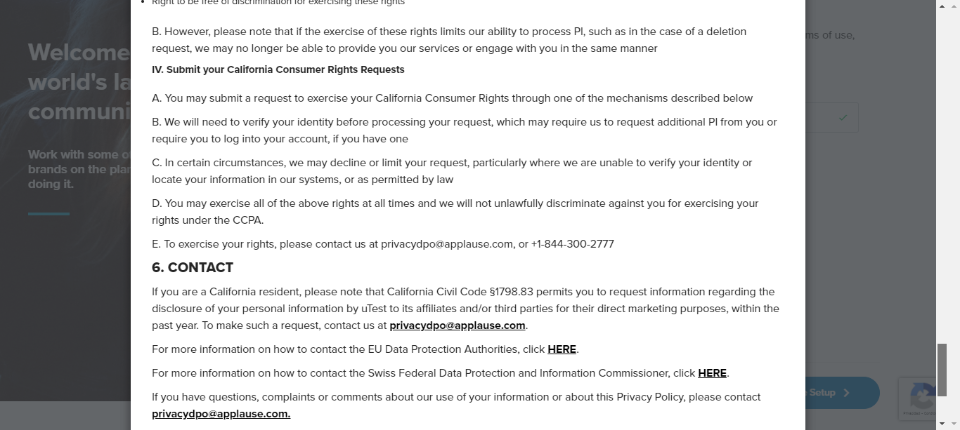 Right to be free of discrimination for exercising these rights
B. However, please note that if the exercise of these rights limits our ability to process PI, such as in the case of a deletion
request, we may no longer be able to provide you our services or engage with you in the same manner
IV. Submit your California Consumer Rights Requests
A. You may submit a request to exercise your California Consumer Rights through one of the mechanisms described below
B. We will need to verify your identity before processing your request, which may require us to request additional PI from you or
require you to log into your account, if you have one
C. In certain circumstances, we may decline or limit your request, particularly where we are unable to verify your identity or
locate your information in our systems, or as permitted by law
D. You may exercise all of the above rights at all times and we will not unlawfully discriminate against you for exercising your
rights under the CCPA.
E. To exercise your rights, please contact us at privacydpo@applause.com, or +1-844-300-2777
6. CONTACT
If you are a California resident, please note that California Civil Code §1798.83 permits you to request information regarding the
disclosure of your personal information by uTest to its affiliates and/or third parties for their direct marketing purposes, within the
past year. To make such a request, contact us at privacydpo@applause.com.
For more information on how to contact the EU Data Protection Authorities, click HERE.
For more information on how to contact the Swiss Federal Data Protection and Information Commissioner, click HERE.
If you have questions, complaints or comments about our use of your information or about this Privacy Policy, please contact
privacydpo@applause.com.
Welcome
world's la
communi
Work with some o
brands on the plan
doing it.
ms of use,
Setup